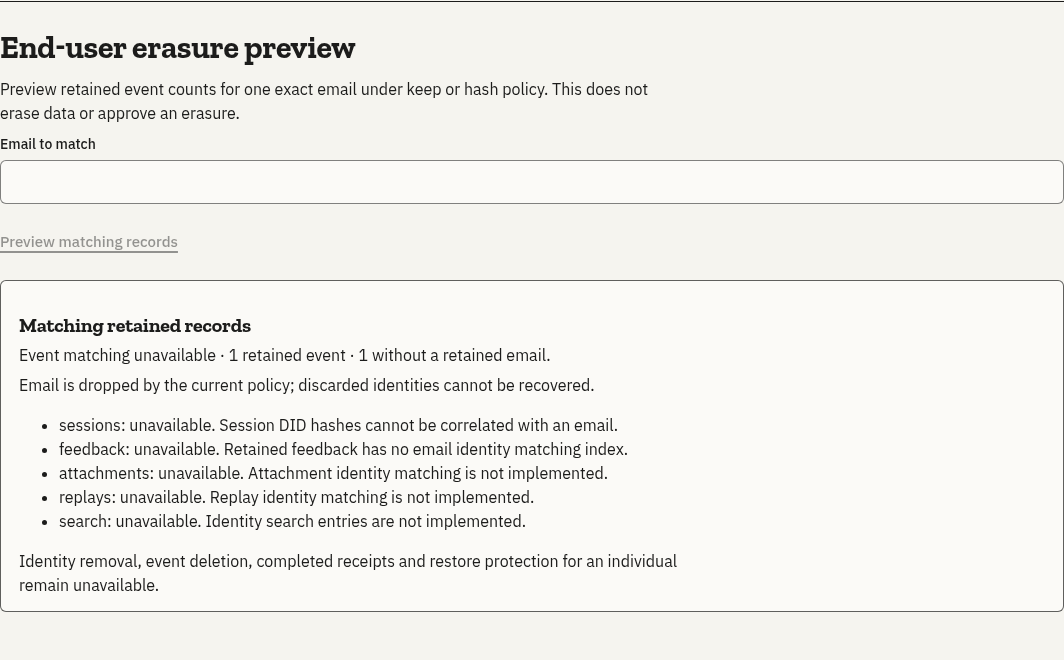 End-user erasure preview
Preview retained event counts for one exact email under keep or hash policy. This does not
erase data or approve an erasure.
Email to match
Preview matching records
Matching retained records
Event matching unavailable · 1 retained event · 1 without a retained email.
Email is dropped by the current policy; discarded identities cannot be recovered.
• sessions: unavailable. Session DID hashes cannot be correlated with an email.
• feedback: unavailable. Retained feedback has no email identity matching index.
• attachments: unavailable. Attachment identity matching is not implemented.
• replays: unavailable. Replay identity matching is not implemented.
• search: unavailable. Identity search entries are not implemented.
Identity removal, event deletion, completed receipts and restore protection for an individual
remain unavailable.